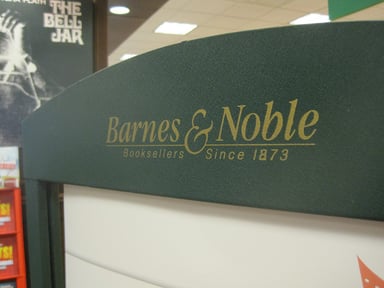 THE
BELL
JAR
Barnes & Noble
Booksellers Since 1873